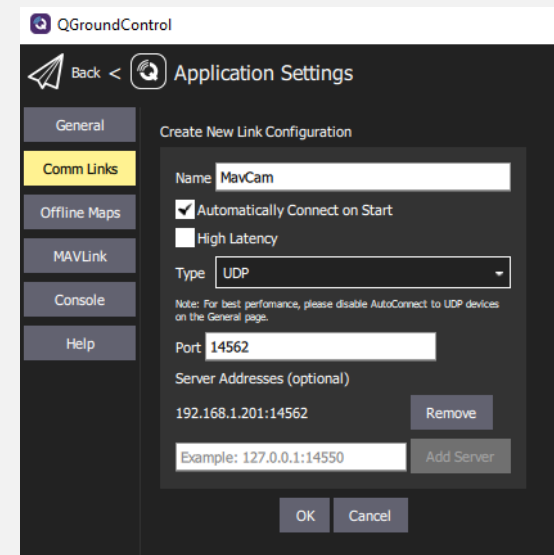 QGroundControl
Back < Application Settings
General
Comm Links
Offline Maps
MAVLink
Console
Help
Create New Link Configuration
Name MavCam
Automatically Connect on Start
High Latency
Type UDP
Note: For best perfomance, please disable AutoConnect to UDP devices
on the General page.
Port 14562
Server Addresses (optional)
192.168.1.201:14562 Remove
Example: 127.0.0.1:14550 Add Server
OK Cancel